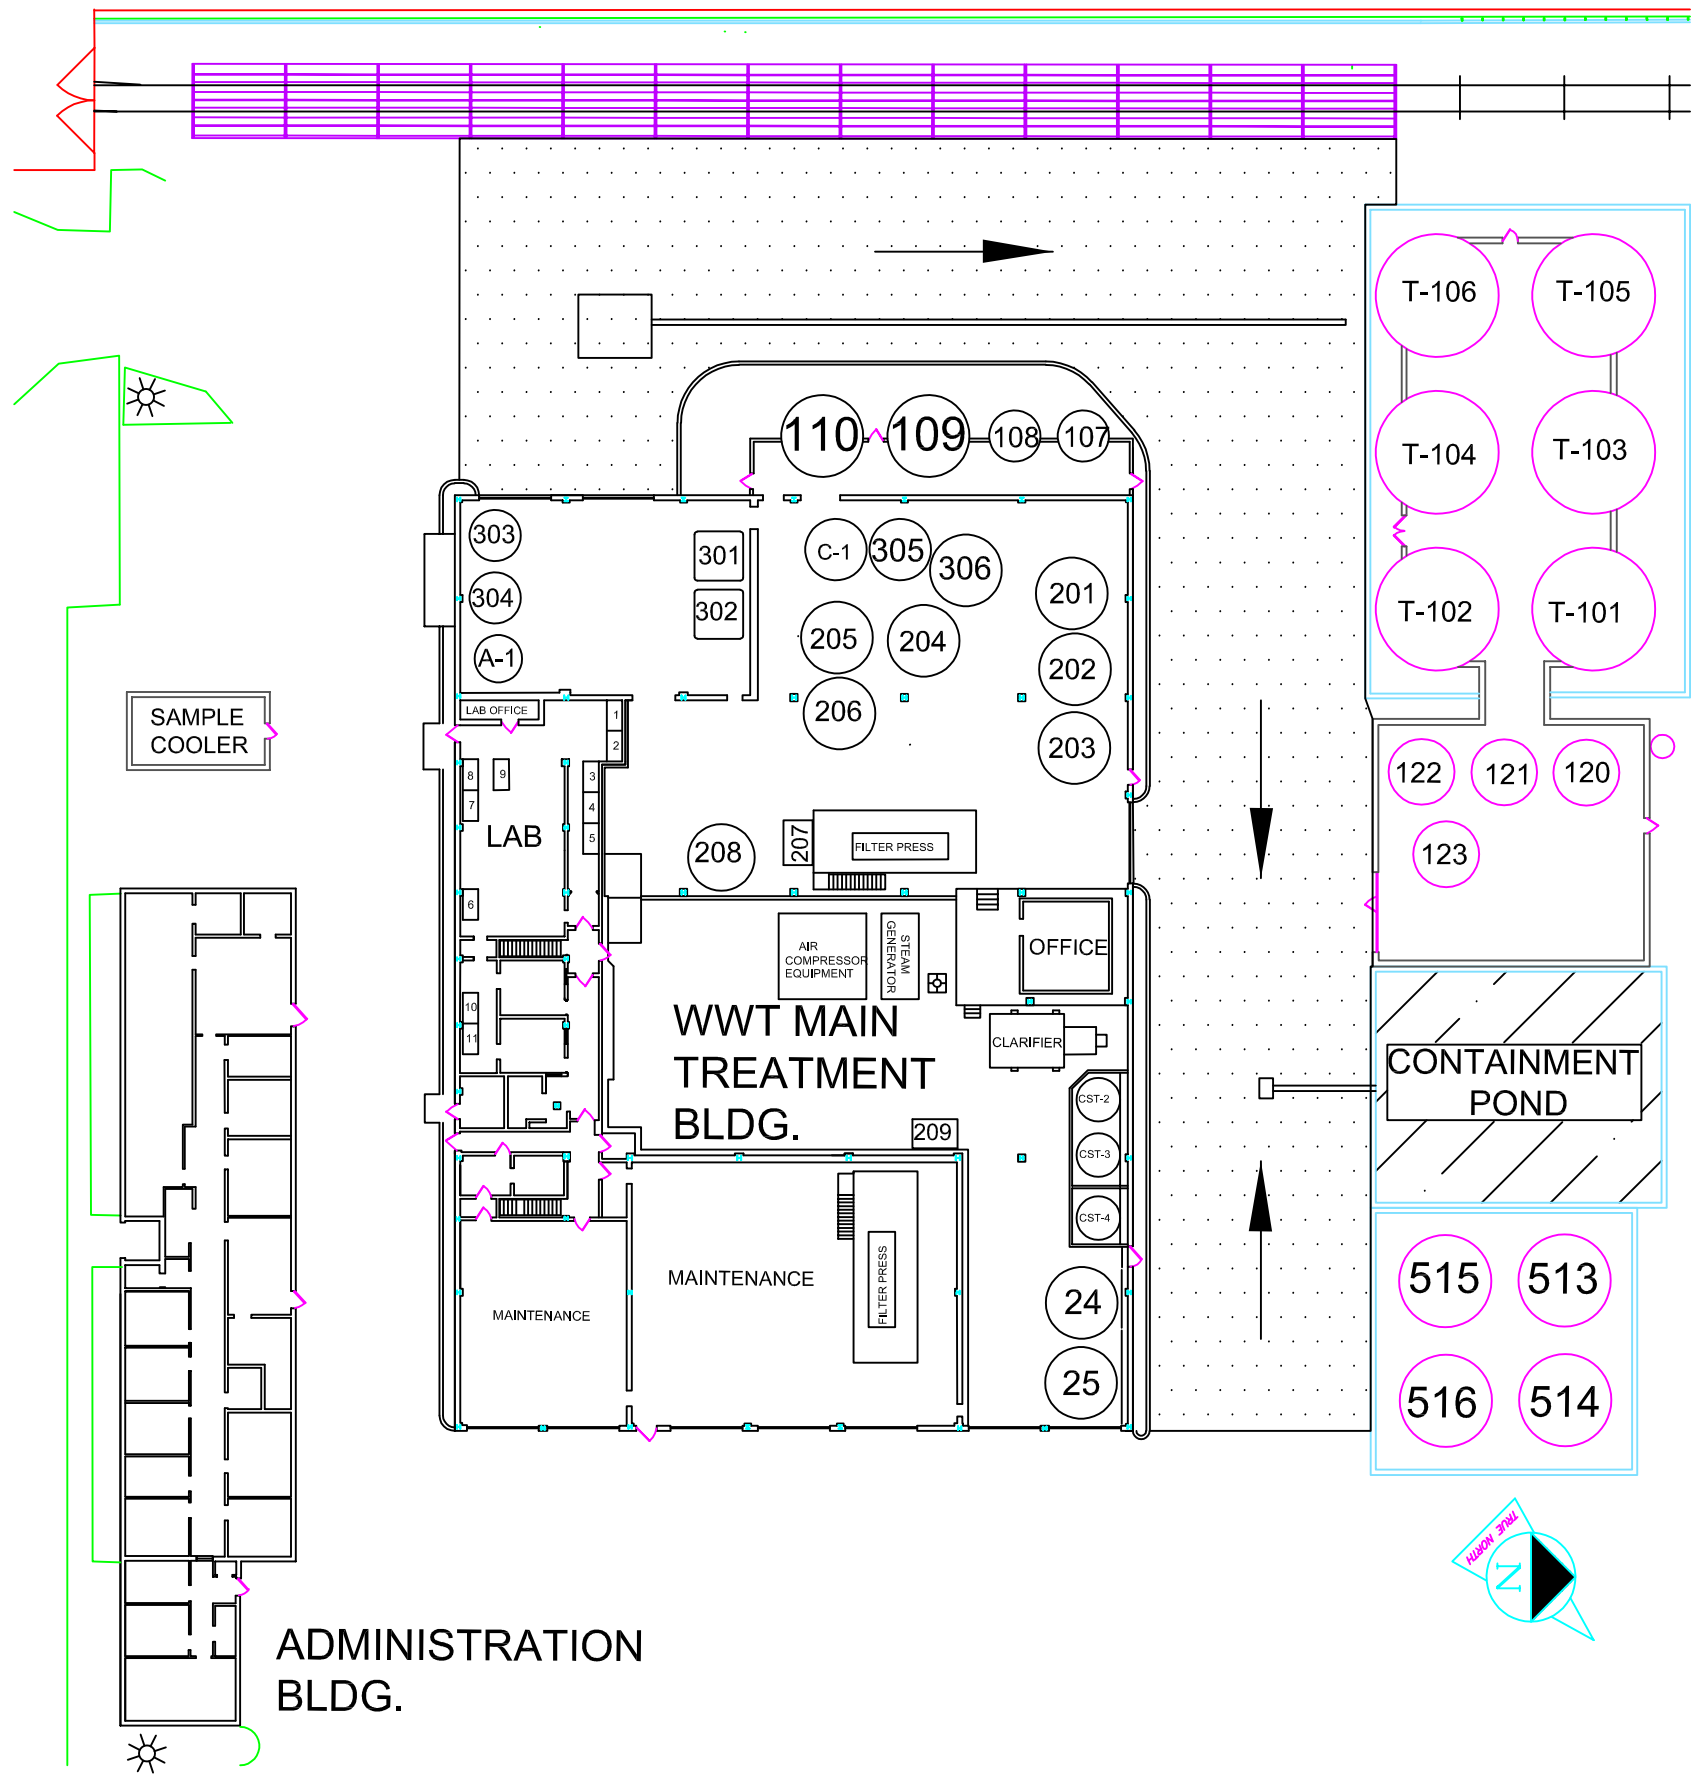 T-106
T-105
110
109
108
107
T-104
T-103
303
301
C-1
305
306
304
302
201
T-102
T-101
A-1
205
204
202
LAB OFFICE
1
206
SAMPLE
COOLER
2
203
8
9
3
122
121
120
7
4
LAB
5
208
207
FILTER PRESS
123
6
AIR
COMPRESSOR
EQUIPMENT
STEAM
GENERATOR
OFFICE
10
11
WWT MAIN
TREATMENT
BLDG.
CLARIFIER
CONTAINMENT
POND
CST-2
209
CST-3
CST-4
MAINTENANCE
MAINTENANCE
FILTER PRESS
24
25
515
513
516
514
TRUE NORTH
N
ADMINISTRATION
BLDG.